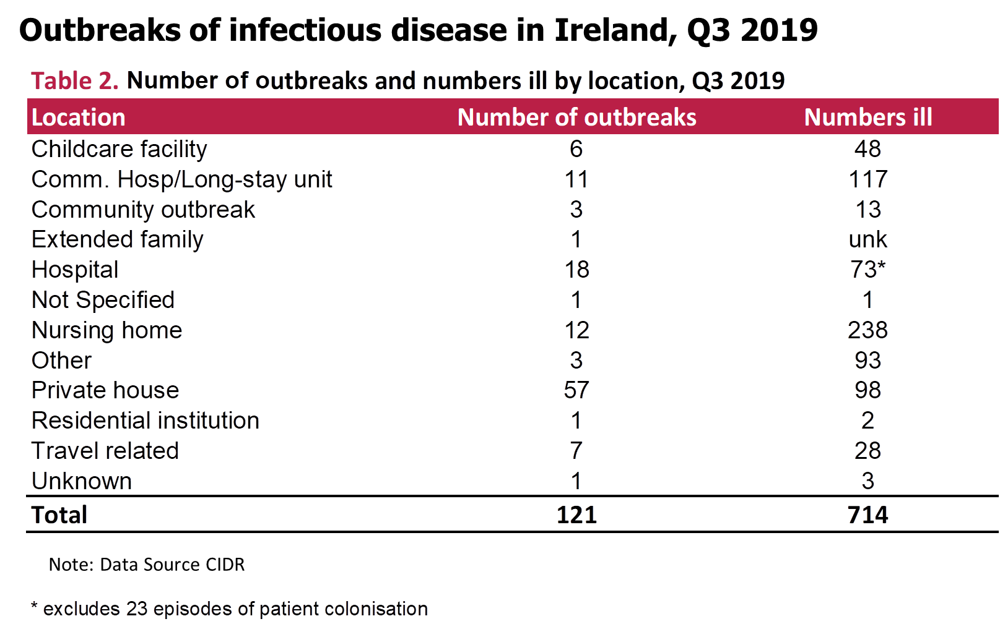 Outbreaks of infectious disease in Ireland, Q3 2019
Table 2. Number of outbreaks and numbers ill by location, Q3 2019
Location Number of outbreaks Numbers ill
Childcare facility 6 48
Comm. Hosp/Long-stay unit 11 117
Community outbreak 3 13
Extended family 1 unk
Hospital 18 73*
Not Specified 1 1
Nursing home 12 238
Other 3 93
Private house 57 98
Residential institution 1 2
Travel related 7 28
Unknown 1 3
Total 121 714
Note: Data Source CIDR
* excludes 23 episodes of patient colonisation